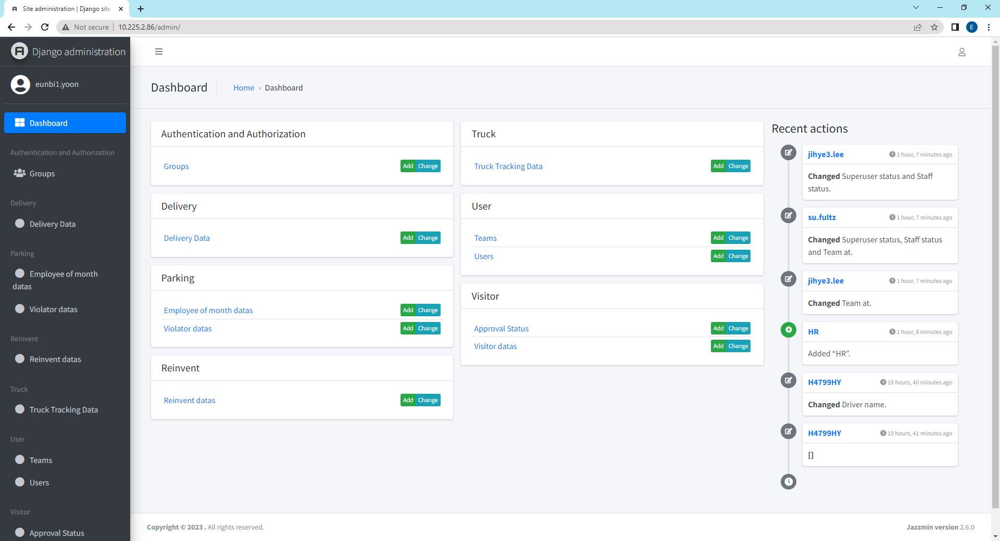 Site administration | Django site
Not secure
10.225.2.86/admin/
E
Django administration
eunbi1.yoon
Dashboard
Authentication and Authorization
Groups
Delivery
Delivery Data
Parking
Employee of month
datas
Violator datas
Reinvent
Reinvent datas
Truck
Truck Tracking Data
User
Teams
Users
Visitor
Approval Status
Dashboard
Home › Dashboard
Authentication and Authorization
Groups Add Change
Delivery
Delivery Data Add Change
Parking
Employee of month datas Add Change
Violator datas Add Change
Reinvent
Reinvent datas Add Change
Truck
Truck Tracking Data Add Change
User
Teams Add Change
Users Add Change
Visitor
Approval Status Add Change
Visitor datas Add Change
Recent actions
jihye3.lee 1 hour, 7 minutes ago
Changed Superuser status and Staff
status.
su.fultz 1 hour, 7 minutes ago
Changed Superuser status, Staff status
and Team at.
jihye3.lee 1 hour, 7 minutes ago
Changed Team at.
HR 1 hour, 8 minutes ago
Added “HR”.
H4799HY 19 hours, 40 minutes ago
Changed Driver name.
H4799HY 19 hours, 41 minutes ago
[]
Copyright © 2023 . All rights reserved.
Jazzmin version 2.6.0